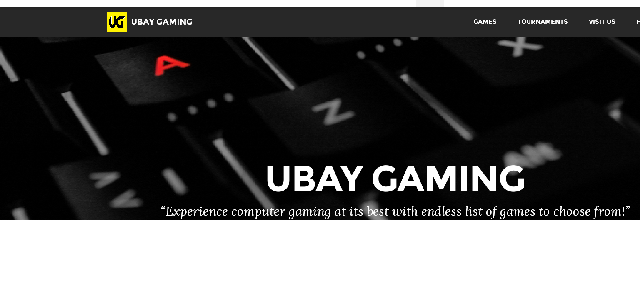 UG UBAY GAMING GAMES TOURNAMENTS VISIT US
A
X
Z
Alt
UBAY GAMING
“Experience computer gaming at its best with endless list of games to choose from!”